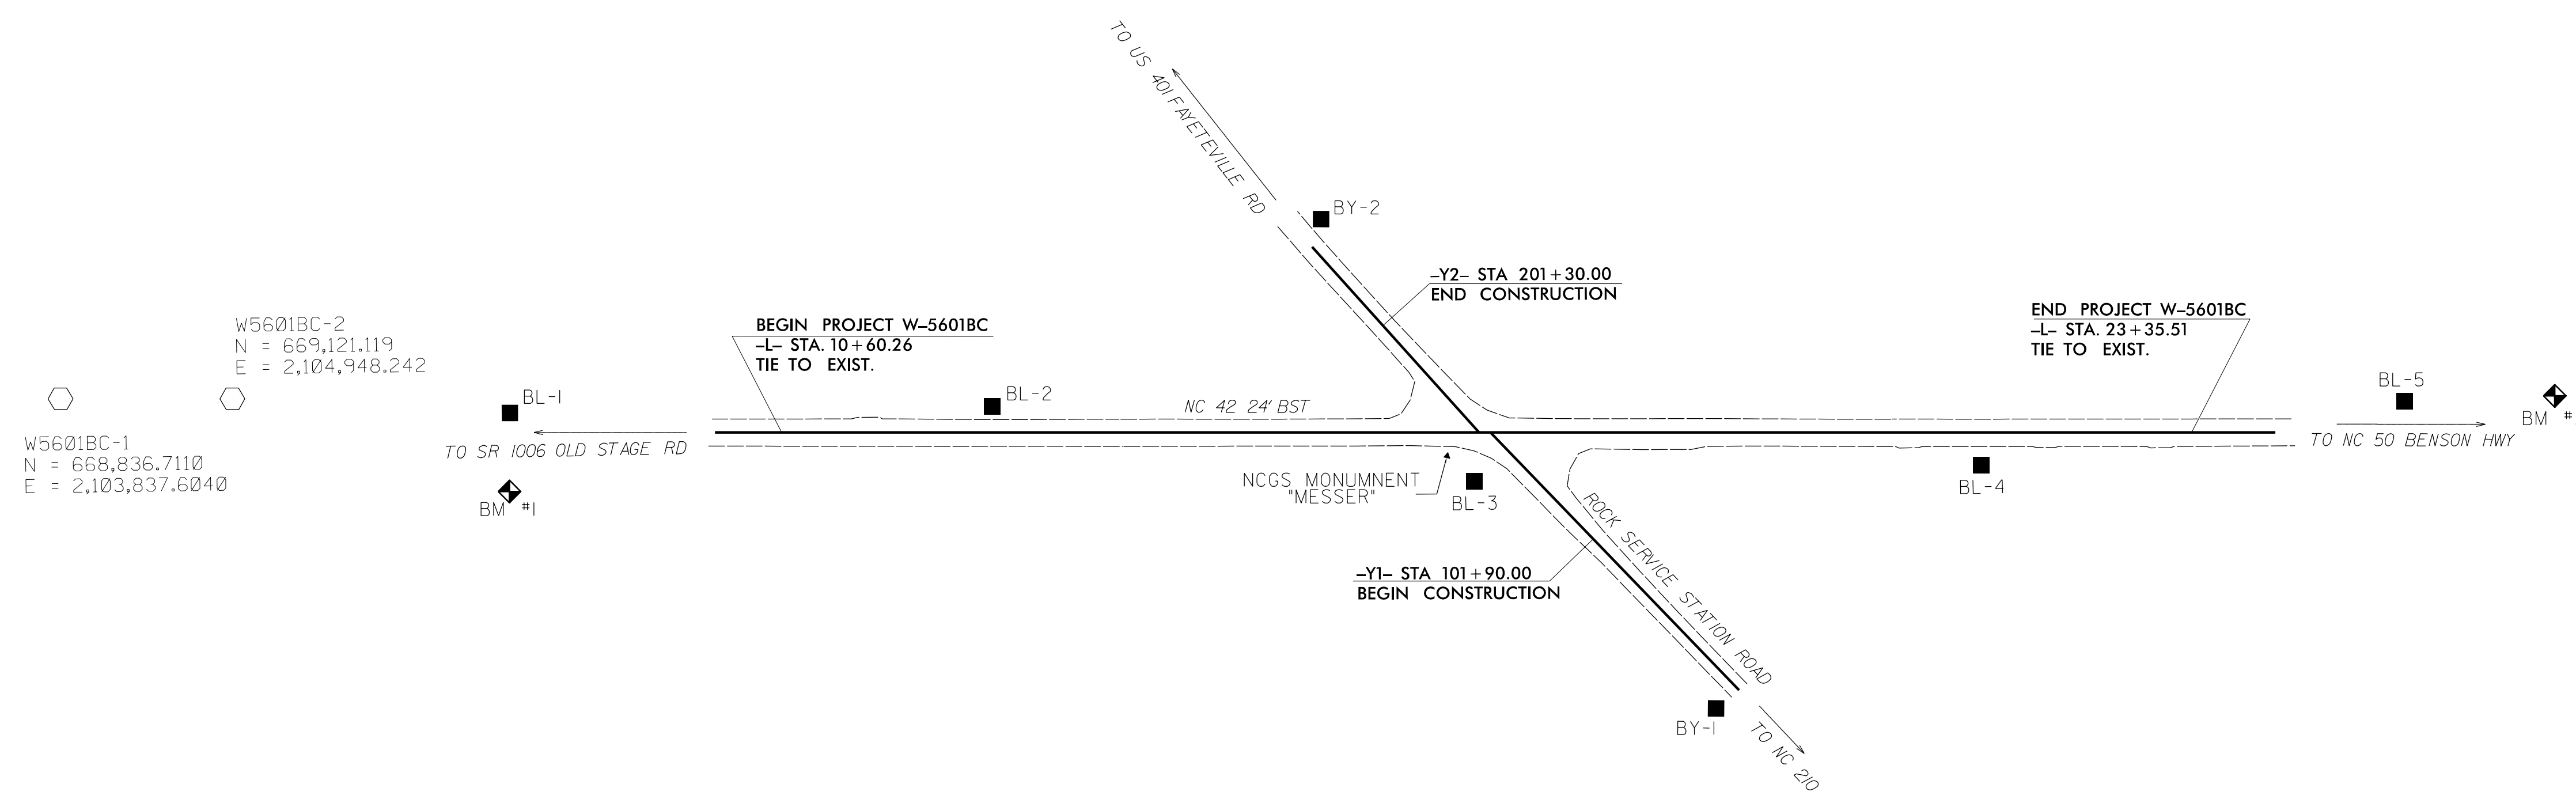 TO US 401 FAYETEVILLE RD
BY-2
-Y2- STA 201+30.00
END CONSTRUCTION
BEGIN PROJECT W-5601BC
-L- STA. 10+60.26
TIE TO EXIST.
END PROJECT W-5601BC
-L- STA. 23+35.51
TIE TO EXIST.
W5601BC-2
N = 669,121.119
E = 2,104,948.242
BL-1
BL-2
NC 42 24' BST
BL-5
BM #
W5601BC-1
N = 668,836.7110
E = 2,103,837.6040
TO SR 1006 OLD STAGE RD
TO NC 50 BENSON HWY
BM #1
NCGS MONUMNENT
"MESSER"
BL-3
BL-4
ROCK SERVICE STATION ROAD
-Y1- STA 101+90.00
BEGIN CONSTRUCTION
BY-1
TO NC 210